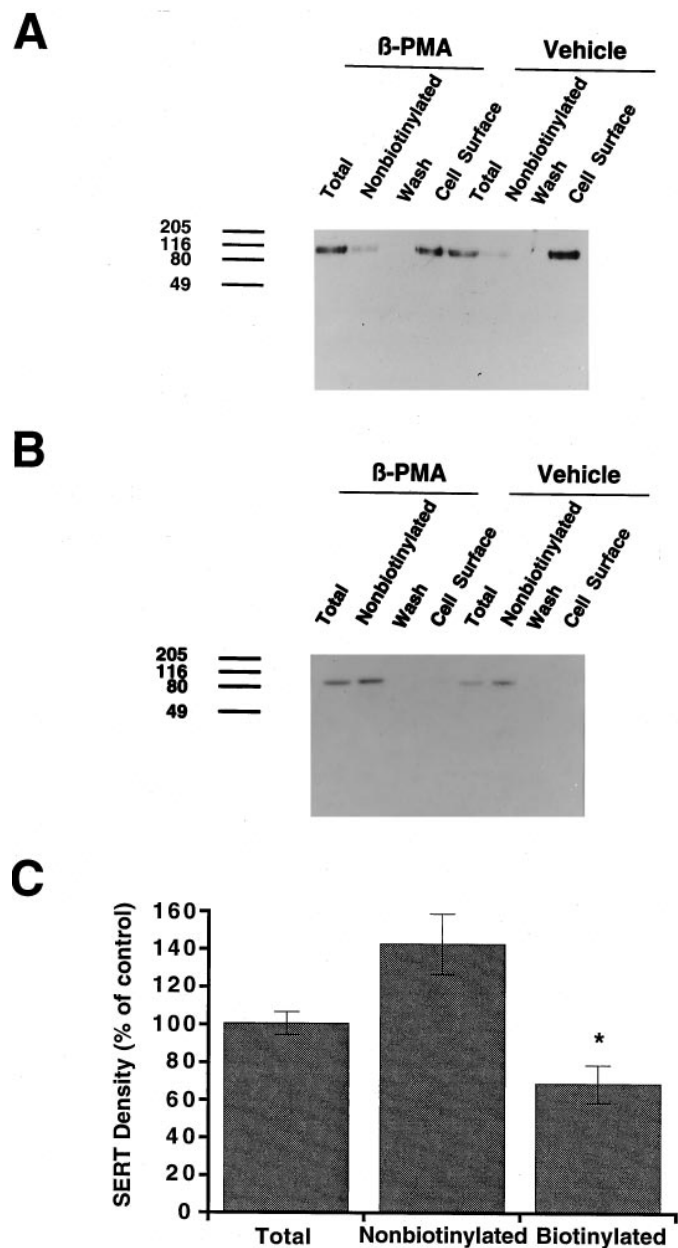 A
ß-PMA Vehicle
Total Nonbiotinylated Wash Cell Surface Total Nonbiotinylated Wash Cell Surface
205
116
80
49
B
ß-PMA Vehicle
Total Nonbiotinylated Wash Cell Surface Total Nonbiotinylated Wash Cell Surface
205
116
80
49
C
SERT Density (% of control)
160
140
120
100
80
60
40
20
0
*
Total Nonbiotinylated Biotinylated